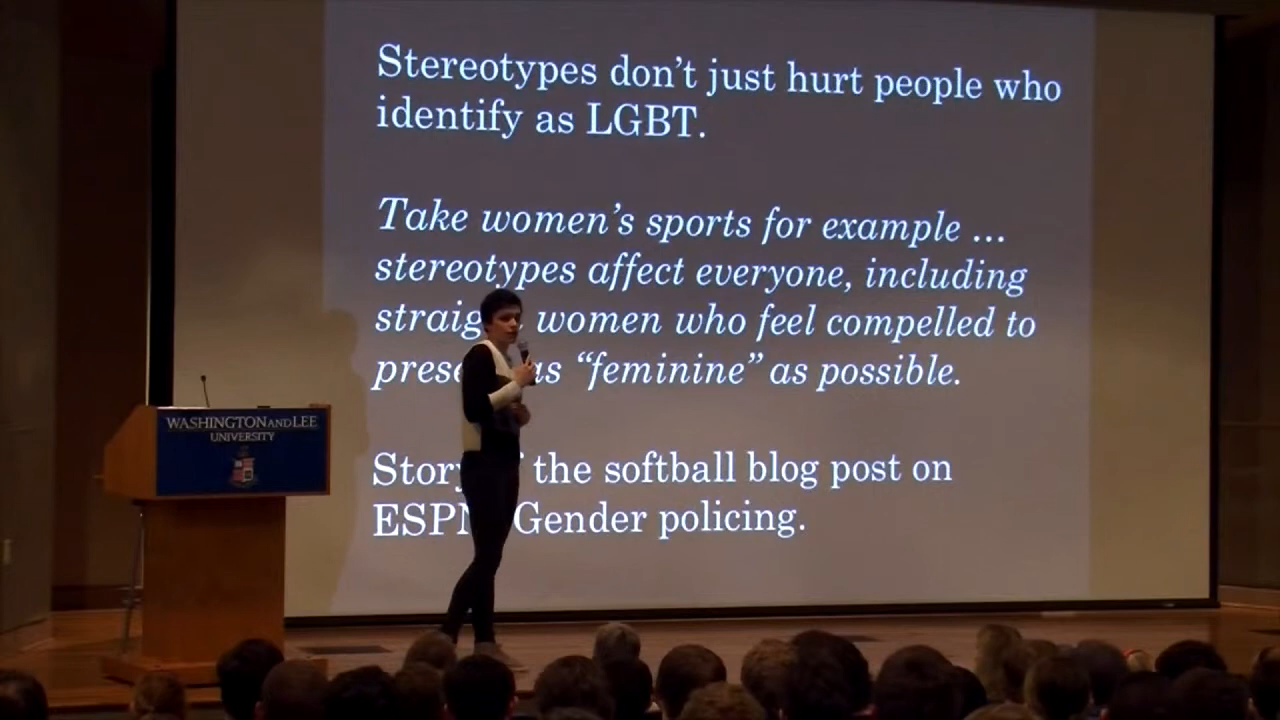 Stereotypes don’t just hurt people who
identify as LGBT.
Take women’s sports for example ...
stereotypes affect everyone, including
women who feel compelled to
as “feminine” as possible.
the softball blog post on
Gender policing.
WASHINGTON AND LEE
UNIVERSITY